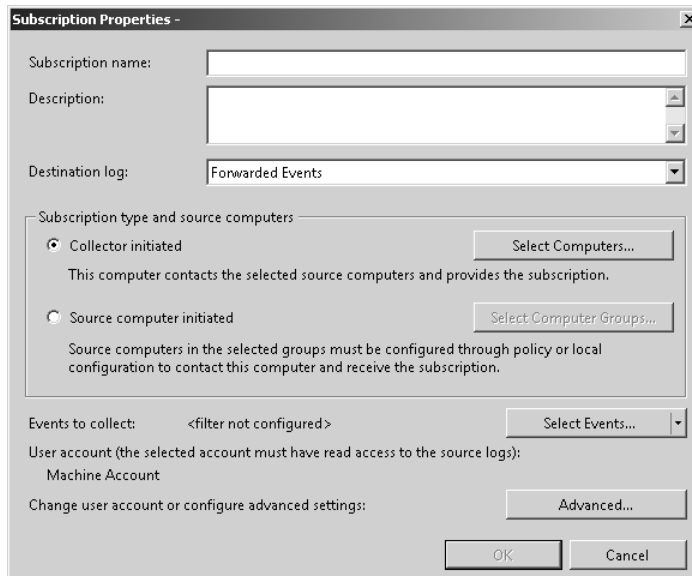 Subscription Properties -
Subscription name:
Description:
Destination log: Forwarded Events
Subscription type and source computers
Collector initiated Select Computers...
This computer contacts the selected source computers and provides the subscription.
Source computer initiated Select Computer Groups...
Source computers in the selected groups must be configured through policy or local
configuration to contact this computer and receive the subscription.
Events to collect: <filter not configured> Select Events...
User account (the selected account must have read access to the source logs):
Machine Account
Change user account or configure advanced settings: Advanced...
OK Cancel